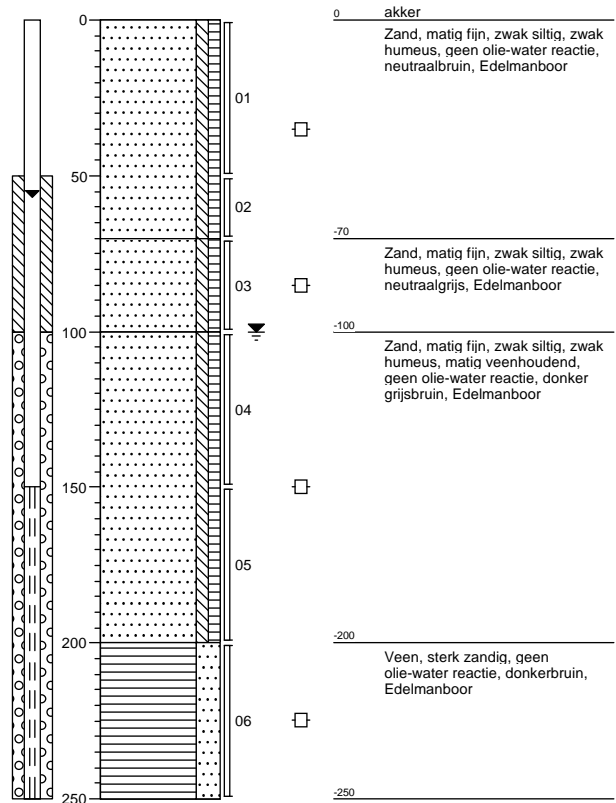 0
50
100
150
200
250
01
02
03
04
05
06
0
akker
Zand, matig fijn, zwak siltig, zwak
humeus, geen olie-water reactie,
neutraalbruin, Edelmanboor
-70
Zand, matig fijn, zwak siltig, zwak
humeus, geen olie-water reactie,
neutraalgrijs, Edelmanboor
-100
Zand, matig fijn, zwak siltig, zwak
humeus, matig veenhoudend,
geen olie-water reactie, donker
grijsbruin, Edelmanboor
-200
Veen, sterk zandig, geen
olie-water reactie, donkerbruin,
Edelmanboor
-250